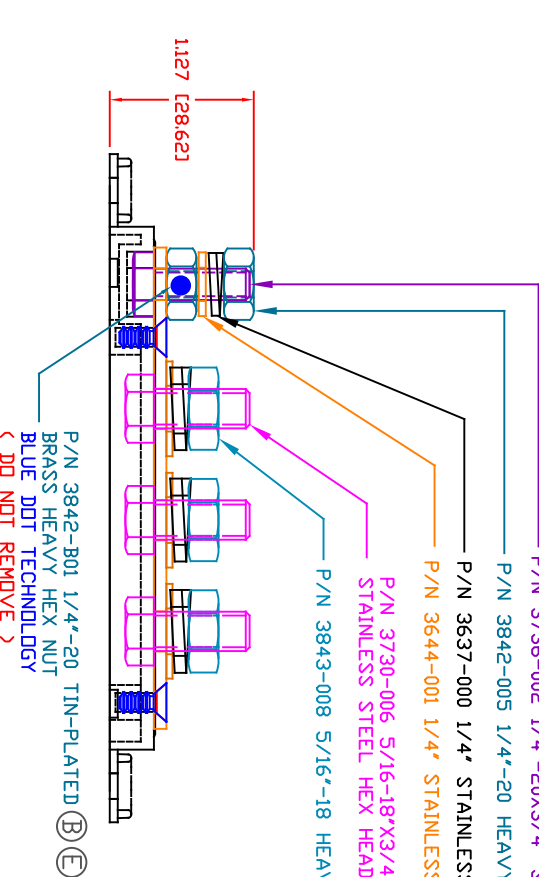 1.127 [28.62]
P/N 3842-005 1/4"-20 HEAVY
P/N 3637-000 1/4" STAINLESS
P/N 3644-001 1/4" STAINLESS
P/N 3730-006 5/16-18"X3/4
STAINLESS STEEL HEX HEAD
P/N 3843-008 5/16"-18 HEAV
P/N 3842-B01 1/4"-20 TIN-PLATED B E
BRASS HEAVY HEX NUT
BLUE DOT TECHNOLOGY
< DO NOT REMOVE >